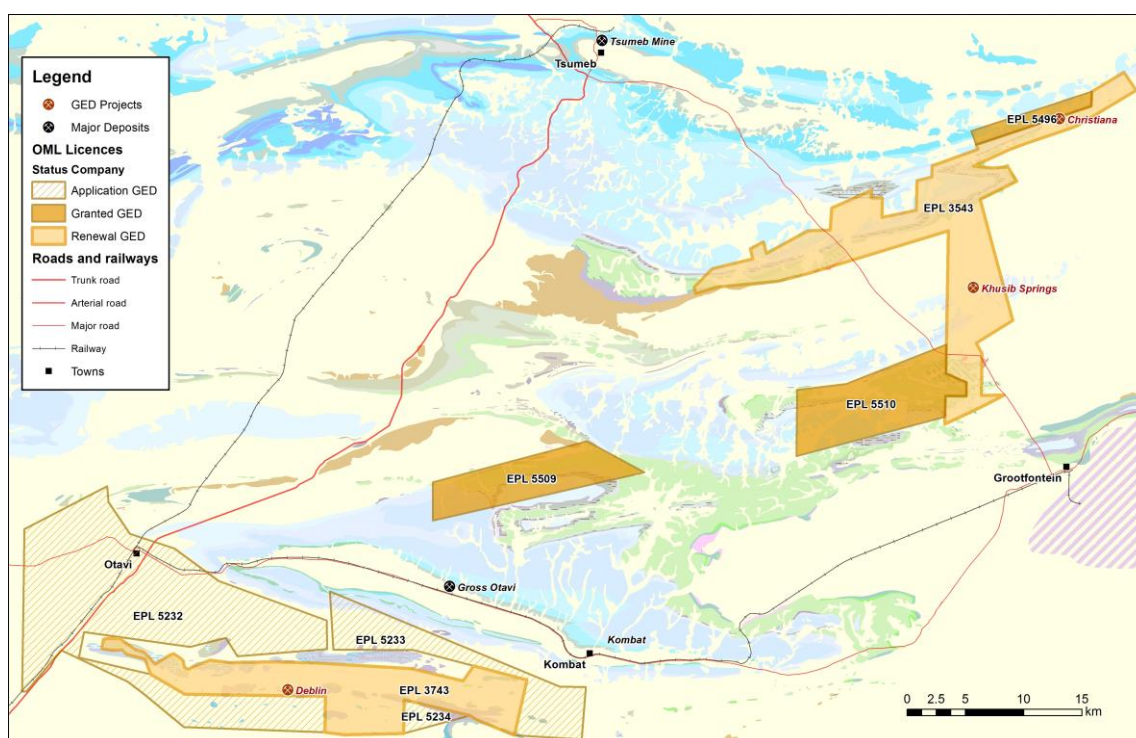 Legend
GED Projects
Major Deposits
OML Licences
Status Company
Application GED
Granted GED
Renewal GED
Roads and railways
Trunk road
Arterial road
Major road
Railway
Towns
Tsumeb Mine
Tsumeb
EPL 5496
Christiana
EPL 3543
Khusib Springs
EPL 5510
EPL 5509
Grootfontein
Otavi
Gross Otavi
EPL 5232
EPL 5233
Kombat
Kombat
Deblin
EPL 3743
EPL 5234
0 2.5 5 10 15
km